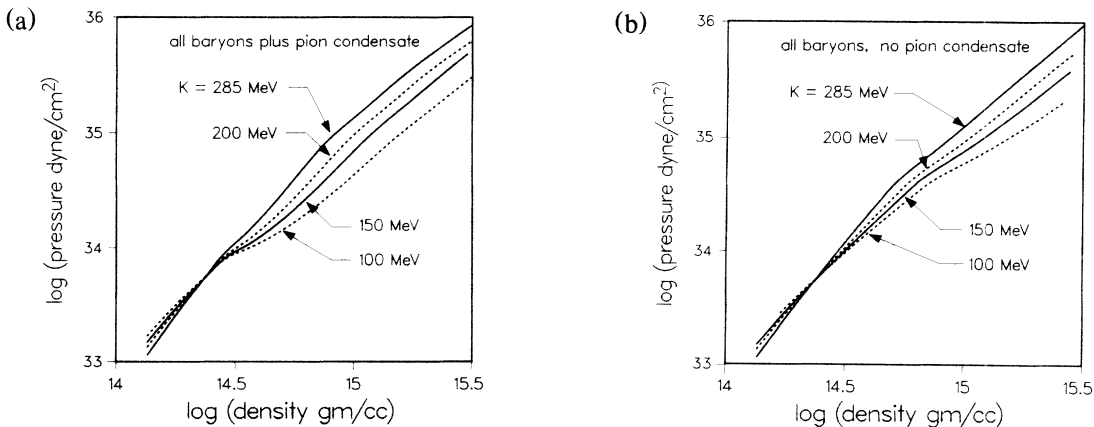 (a)
36
35
34
33
log (pressure dyne/cm²)
all baryons plus pion condensate
K = 285 MeV
200 MeV
150 MeV
100 MeV
14
14.5
15
15.5
log (density gm/cc)
(b)
36
35
34
33
log (pressure dyne/cm²)
all baryons, no pion condensate
K = 285 MeV
200 MeV
150 MeV
100 MeV
14
14.5
15
15.5
log (density gm/cc)